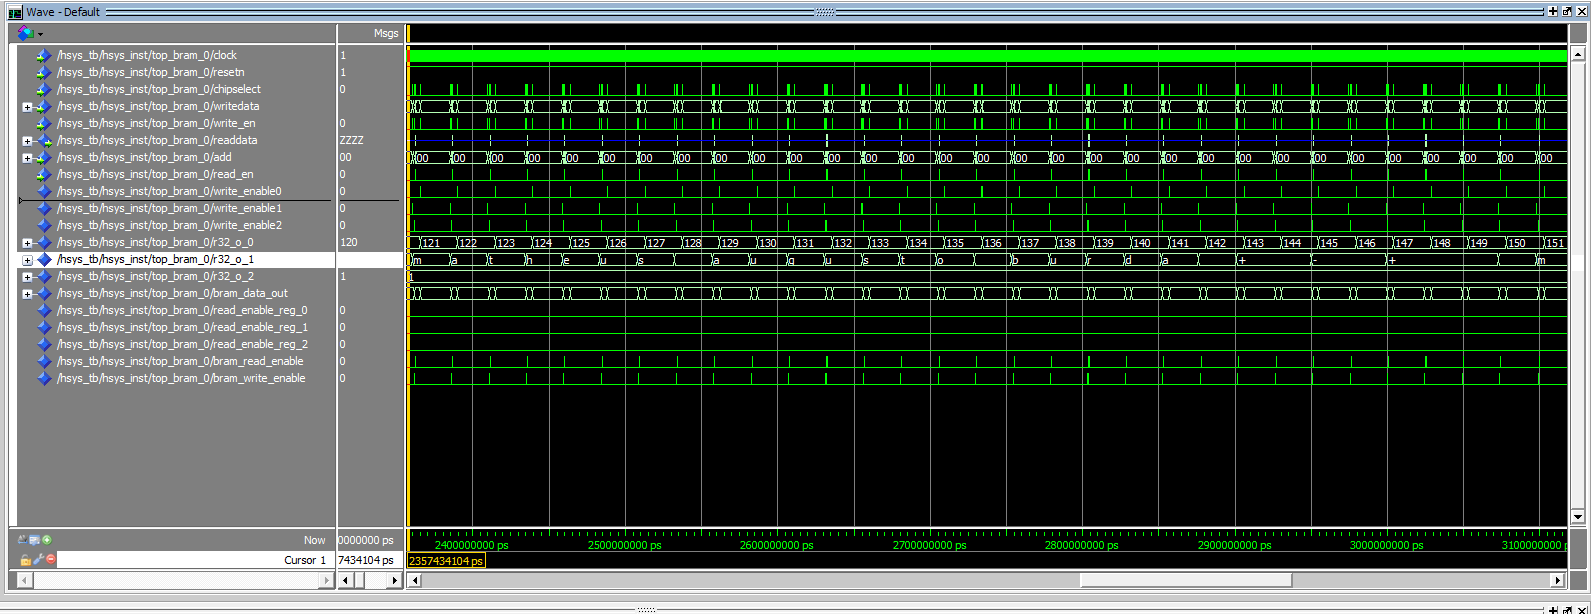 Wave - Default
Msgs
/hsys_tb/hsys_inst/top_bram_0/clock 1
/hsys_tb/hsys_inst/top_bram_0/resetn 1
/hsys_tb/hsys_inst/top_bram_0/chipselect 0
/hsys_tb/hsys_inst/top_bram_0/writedata
/hsys_tb/hsys_inst/top_bram_0/write_en 0
/hsys_tb/hsys_inst/top_bram_0/readdata ZZZZ
/hsys_tb/hsys_inst/top_bram_0/add 00 00 00 00 00 00 00 00 00 00 00 00 00 00 00 00 00 00 00 00 00 00 00 00 00 00 00 00 00 00 00 00
/hsys_tb/hsys_inst/top_bram_0/read_en 0
/hsys_tb/hsys_inst/top_bram_0/write_enable0 0
/hsys_tb/hsys_inst/top_bram_0/write_enable1 0
/hsys_tb/hsys_inst/top_bram_0/write_enable2 0
/hsys_tb/hsys_inst/top_bram_0/r32_o_0 120 121 122 123 124 125 126 127 128 129 130 131 132 133 134 135 136 137 138 139 140 141 142 143 144 145 146 147 148 149 150 151
/hsys_tb/hsys_inst/top_bram_0/r32_o_1 m a t h e u s a u g u s t o b u r d a + - + m
/hsys_tb/hsys_inst/top_bram_0/r32_o_2 1 1
/hsys_tb/hsys_inst/top_bram_0/bram_data_out
/hsys_tb/hsys_inst/top_bram_0/read_enable_reg_0 0
/hsys_tb/hsys_inst/top_bram_0/read_enable_reg_1 0
/hsys_tb/hsys_inst/top_bram_0/read_enable_reg_2 0
/hsys_tb/hsys_inst/top_bram_0/bram_read_enable 0
/hsys_tb/hsys_inst/top_bram_0/bram_write_enable 0
Now 0000000 ps 2400000000 ps 2500000000 ps 2600000000 ps 2700000000 ps 2800000000 ps 2900000000 ps 3000000000 ps 3100000000 p
Cursor 1 7434104 ps 2357434104 ps